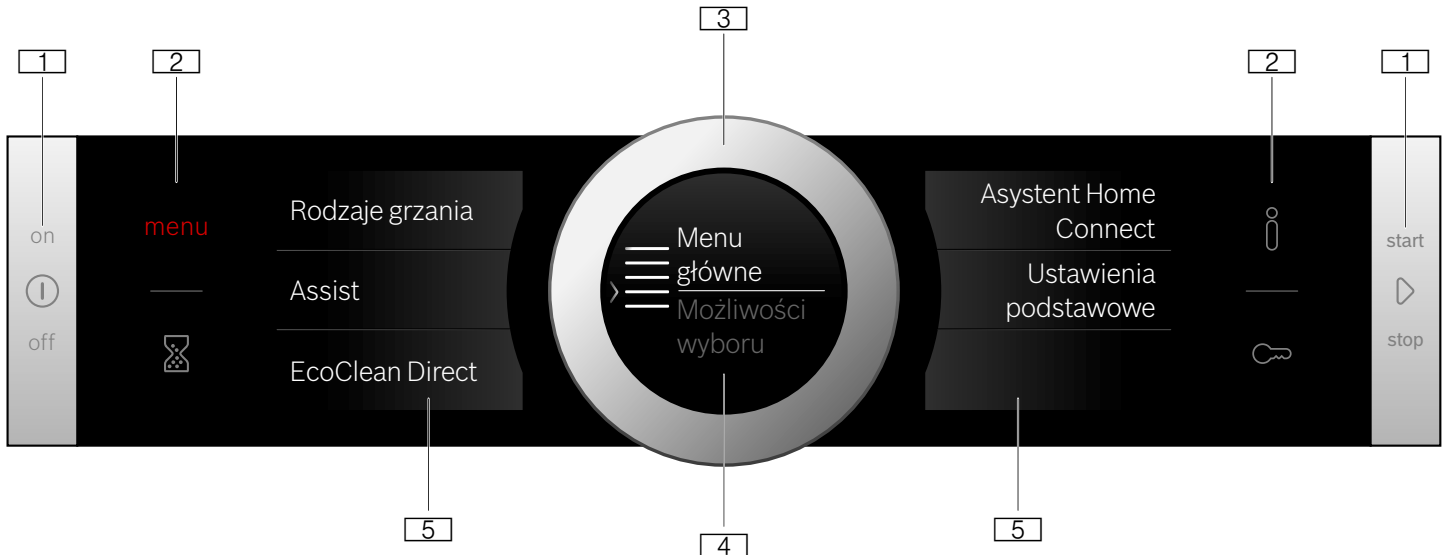 3
1
2
2
1
on
off
menu
Rodzaje grzania
Assist
EcoClean Direct
Menu
główne
Możliwości
wyboru
Asystent Home
Connect
Ustawienia
podstawowe
start
stop
5
4
5